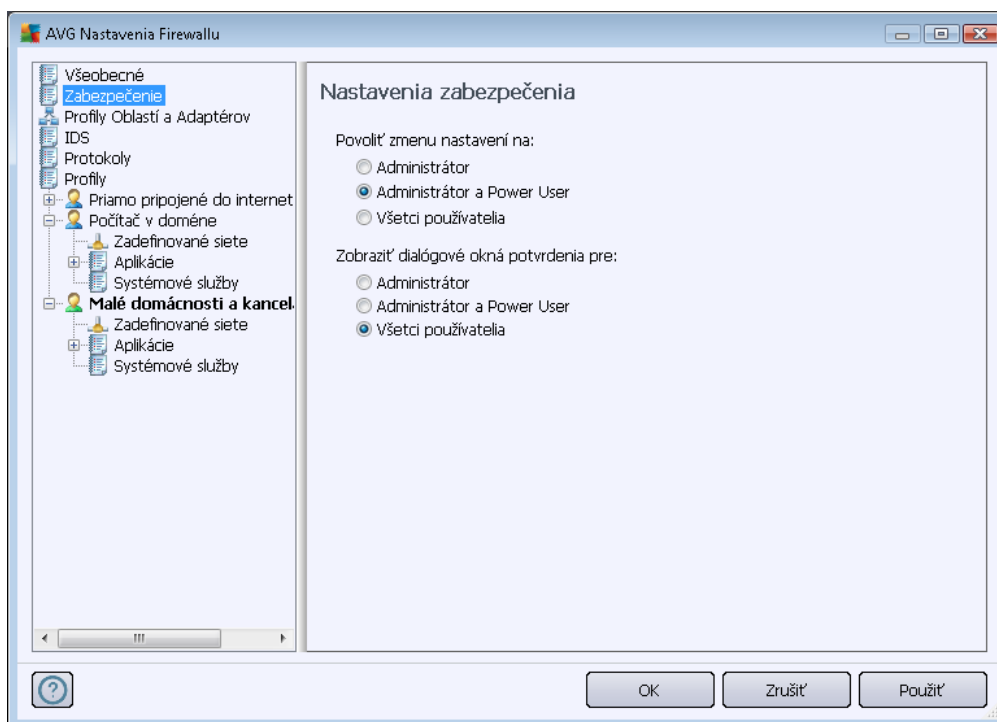 AVG Nastavenia Firewallu
Všeobecné
Zabezpečenie
Profily Oblastí a Adaptérov
IDS
Protokoly
Profily
Priamo pripojené do internet
Počítač v doméne
Zadefinované siete
Aplikácie
Systémové služby
Malé domácnosti a kancel
Zadefinované siete
Aplikácie
Systémové služby
Nastavenia zabezpečenia
Povoliť zmenu nastavení na:
Administrátor
Administrátor a Power User
Všetci používatelia
Zobraziť dialógové okná potvrdenia pre:
Administrátor
Administrátor a Power User
Všetci používatelia
OK
Zrušiť
Použiť